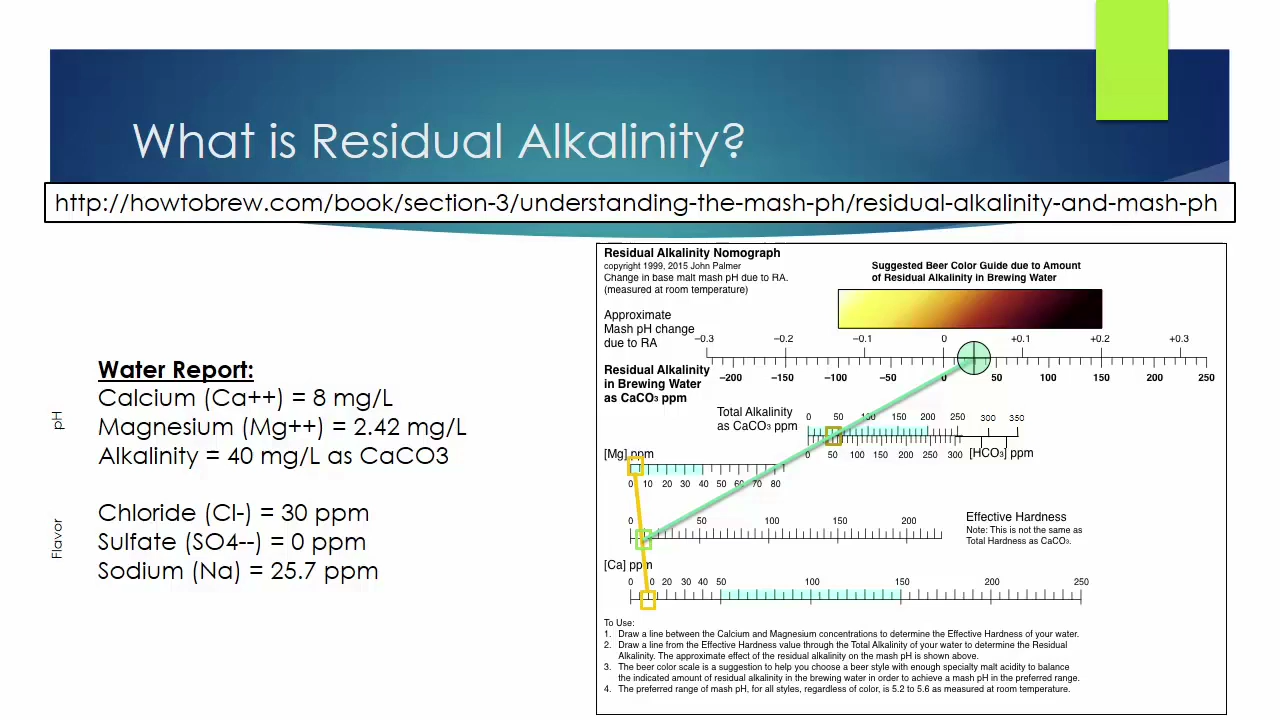 What is Residual Alkalinity?
http://howtobrew.com/book/section-3/understanding-the-mash-ph/residual-alkalinity-and-mash-ph
Water Report:
pH
Calcium (Ca++) = 8 mg/L
Magnesium (Mg++) = 2.42 mg/L
Alkalinity = 40 mg/L as CaCO3
Flavor
Chloride (Cl-) = 30 ppm
Sulfate (SO4--) = 0 ppm
Sodium (Na) = 25.7 ppm
Residual Alkalinity Nomograph
copyright 1999, 2015 John Palmer
Change in base malt mash pH due to RA.
(measured at room temperature)
Suggested Beer Color Guide due to Amount
of Residual Alkalinity in Brewing Water
Approximate
Mash pH change
due to RA
−0.3 −0.2 −0.1 0 +0.1 +0.2 +0.3
Residual Alkalinity
in Brewing Water
as CaCO3 ppm
−200 −150 −100 −50 0 50 100 150 200 250
Total Alkalinity
as CaCO3 ppm
0 50 100 150 200 250 300 350
0 50 100 150 200 250 300
[HCO3] ppm
[Mg] ppm
0 10 20 30 40 50 60 70 80
0 50 100 150 200
Effective Hardness
Note: This is not the same as
Total Hardness as CaCO3.
[Ca] ppm
0 20 30 40 50 100 150 200 250
To Use:
1. Draw a line between the Calcium and Magnesium concentrations to determine the Effective Hardness of your water.
2. Draw a line from the Effective Hardness value through the Total Alkalinity of your water to determine the Residual
Alkalinity. The approximate effect of the residual alkalinity on the mash pH is shown above.
3. The beer color scale is a suggestion to help you choose a beer style with enough specialty malt acidity to balance
the indicated amount of residual alkalinity in the brewing water in order to achieve a mash pH in the preferred range.
4. The preferred range of mash pH, for all styles, regardless of color, is 5.2 to 5.6 as measured at room temperature.